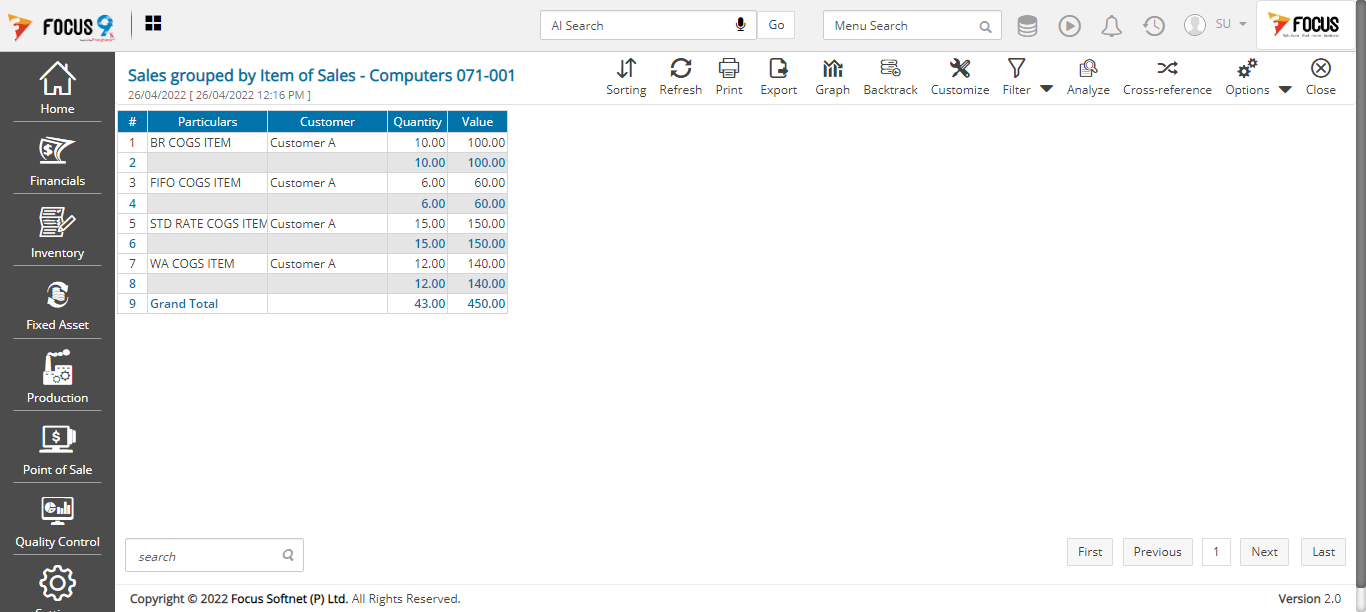 FOCUS 9
AI Search
Go
Menu Search
SU
FOCUS
Home
Financials
Inventory
Fixed Asset
Production
Point of Sale
Quality Control
Sales grouped by Item of Sales - Computers 071-001
26/04/2022 [ 26/04/2022 12:16 PM ]
Sorting Refresh Print Export Graph Backtrack Customize Filter Analyze Cross-reference Options Close
# Particulars Customer Quantity Value
1 BR COGS ITEM Customer A 10.00 100.00
2 10.00 100.00
3 FIFO COGS ITEM Customer A 6.00 60.00
4 6.00 60.00
5 STD RATE COGS ITEM Customer A 15.00 150.00
6 15.00 150.00
7 WA COGS ITEM Customer A 12.00 140.00
8 12.00 140.00
9 Grand Total 43.00 450.00
search
First Previous 1 Next Last
Copyright © 2022 Focus Softnet (P) Ltd. All Rights Reserved.
Version 2.0